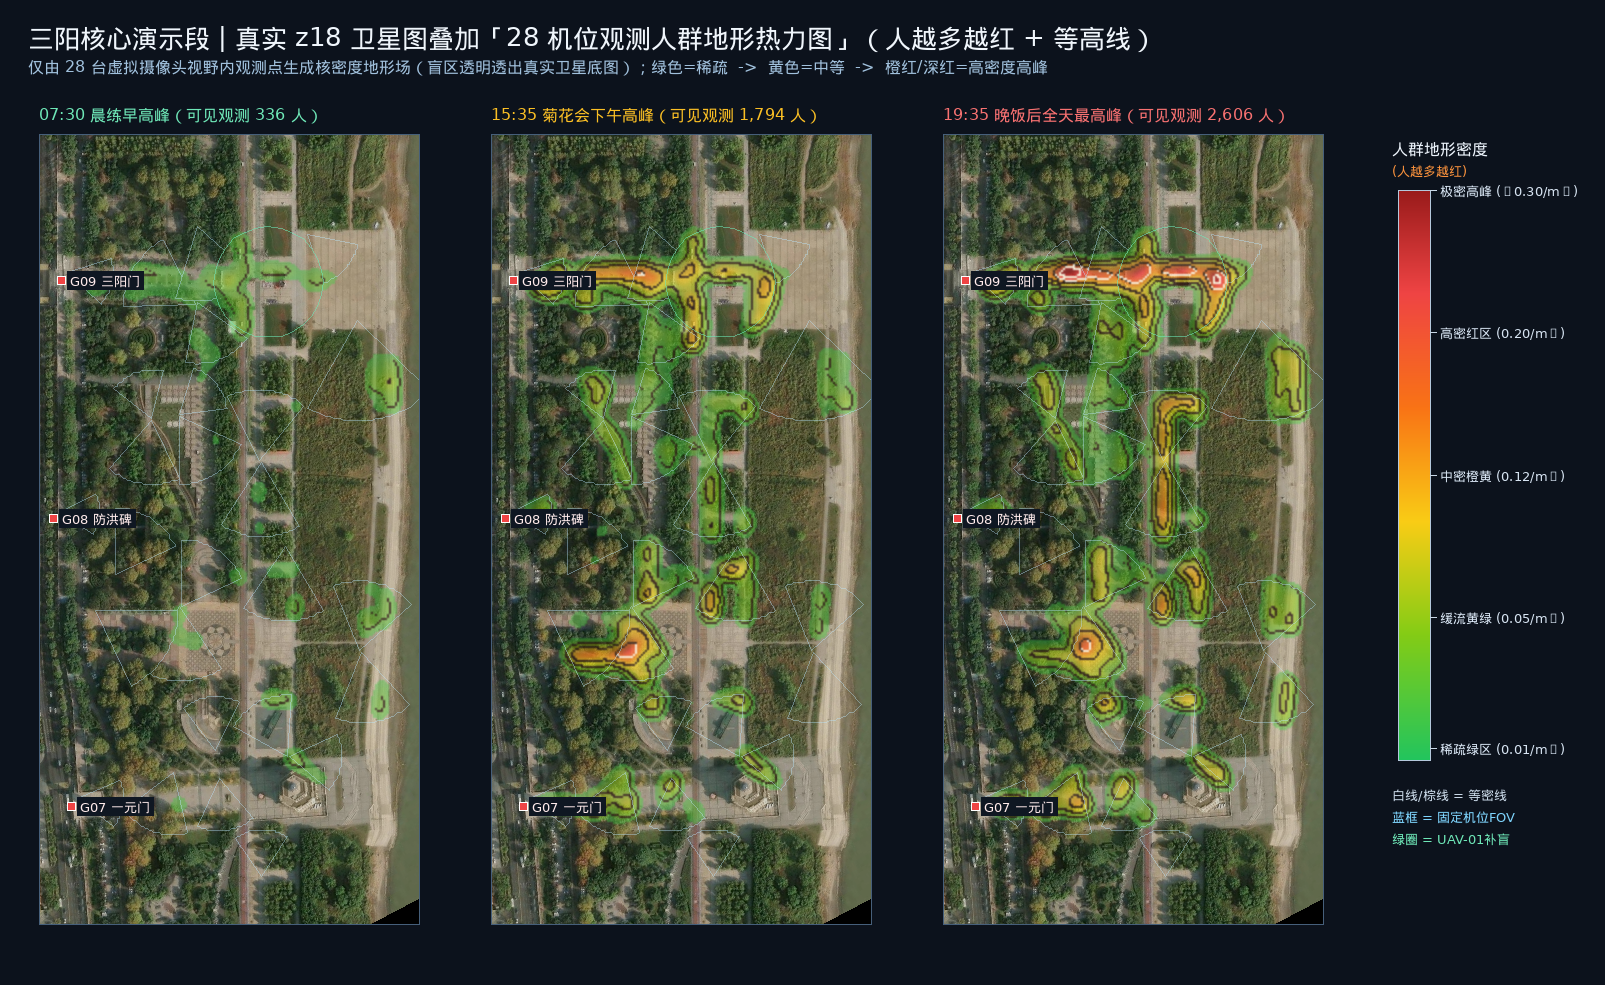 三阳核心演示段 | 真实 z18 卫星图叠加「28 机位观测人群地形热力图」（人越多越红 + 等高线）
仅由 28 台虚拟摄像头视野内观测点生成核密度地形场（盲区透明透出真实卫星底图）；绿色=稀疏 -> 黄色=中等 -> 橙红/深红=高密度高峰
07:30 晨练早高峰（可见观测 336 人）
G09 三阳门
G08 防洪碑
G07 一元门
15:35 菊花会下午高峰（可见观测 1,794 人）
G09 三阳门
G08 防洪碑
G07 一元门
19:35 晚饭后全天最高峰（可见观测 2,606 人）
G09 三阳门
G08 防洪碑
G07 一元门
人群地形密度
(人越多越红)
极密高峰 (▯0.30/m▯)
高密红区 (0.20/m▯)
中密橙黄 (0.12/m▯)
缓流黄绿 (0.05/m▯)
稀疏绿区 (0.01/m▯)
白线/棕线 = 等密线
蓝框 = 固定机位FOV
绿圈 = UAV-01补盲